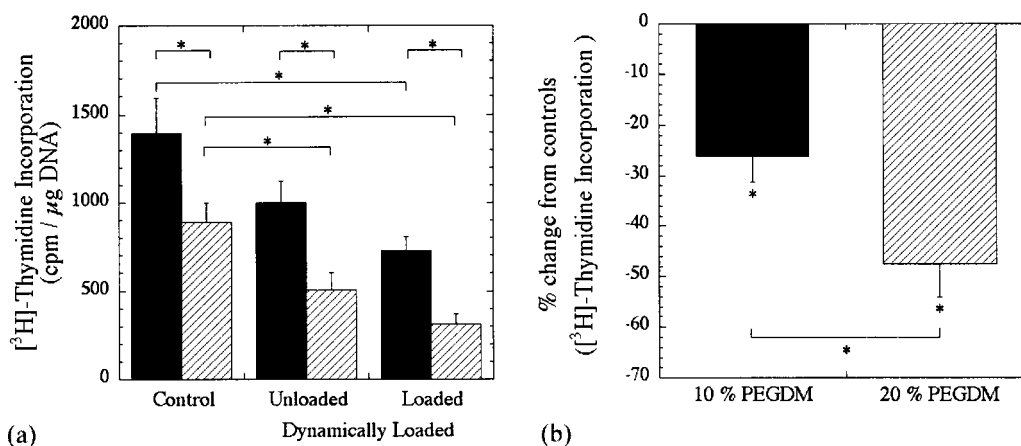 2000
1500
1000
500
0
[³H]-Thymidine Incorporation
(cpm / µg DNA)
*
*
*
*
*
*
Control
Unloaded
Loaded
Dynamically Loaded
(a)
0
-10
-20
-30
-40
-50
-60
-70
% change from controls
([³H]-Thymidine Incorporation )
*
*
*
10 % PEGDM
20 % PEGDM
(b)